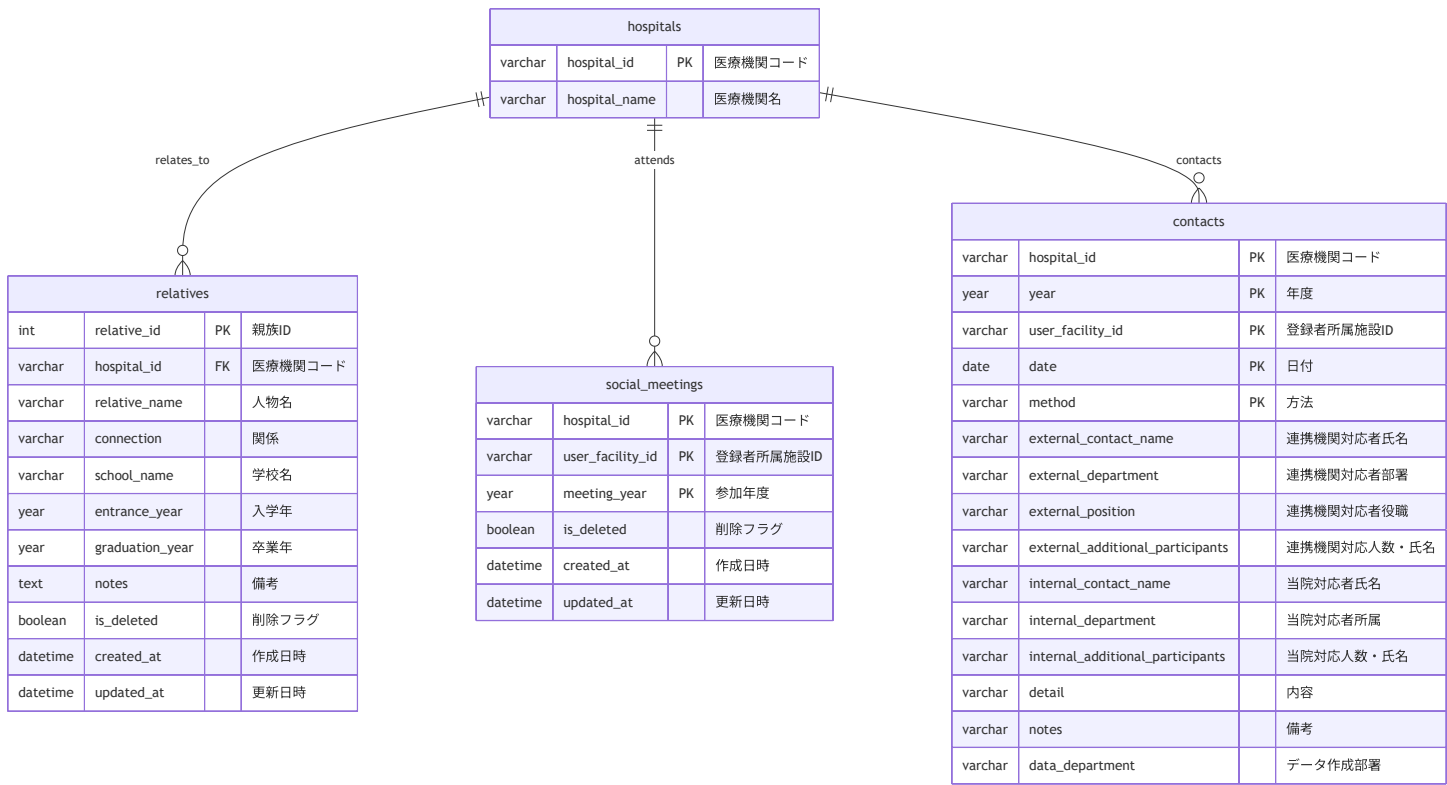 hospitals
varchar hospital_id PK 医療機関コード
varchar hospital_name 医療機関名
relates_to
attends
contacts
relatives
int relative_id PK 親族ID
varchar hospital_id FK 医療機関コード
varchar relative_name 人物名
varchar connection 関係
varchar school_name 学校名
year entrance_year 入学年
year graduation_year 卒業年
text notes 備考
boolean is_deleted 削除フラグ
datetime created_at 作成日時
datetime updated_at 更新日時
social_meetings
varchar hospital_id PK 医療機関コード
varchar user_facility_id PK 登録者所属施設ID
year meeting_year PK 参加年度
boolean is_deleted 削除フラグ
datetime created_at 作成日時
datetime updated_at 更新日時
contacts
varchar hospital_id PK 医療機関コード
year year PK 年度
varchar user_facility_id PK 登録者所属施設ID
date date PK 日付
varchar method PK 方法
varchar external_contact_name 連携機関対応者氏名
varchar external_department 連携機関対応者部署
varchar external_position 連携機関対応者役職
varchar external_additional_participants 連携機関対応人数・氏名
varchar internal_contact_name 当院対応者氏名
varchar internal_department 当院対応者所属
varchar internal_additional_participants 当院対応人数・氏名
varchar detail 内容
varchar notes 備考
varchar data_department データ作成部署